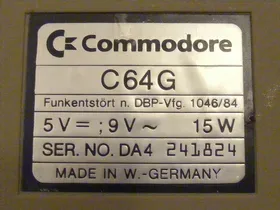 Commodore
C64G
Funkentstört n. DBP-Vfg. 1046/84
5V⎓; 9V~ 15W
SER. NO. DA4 241824
MADE IN W.-GERMANY